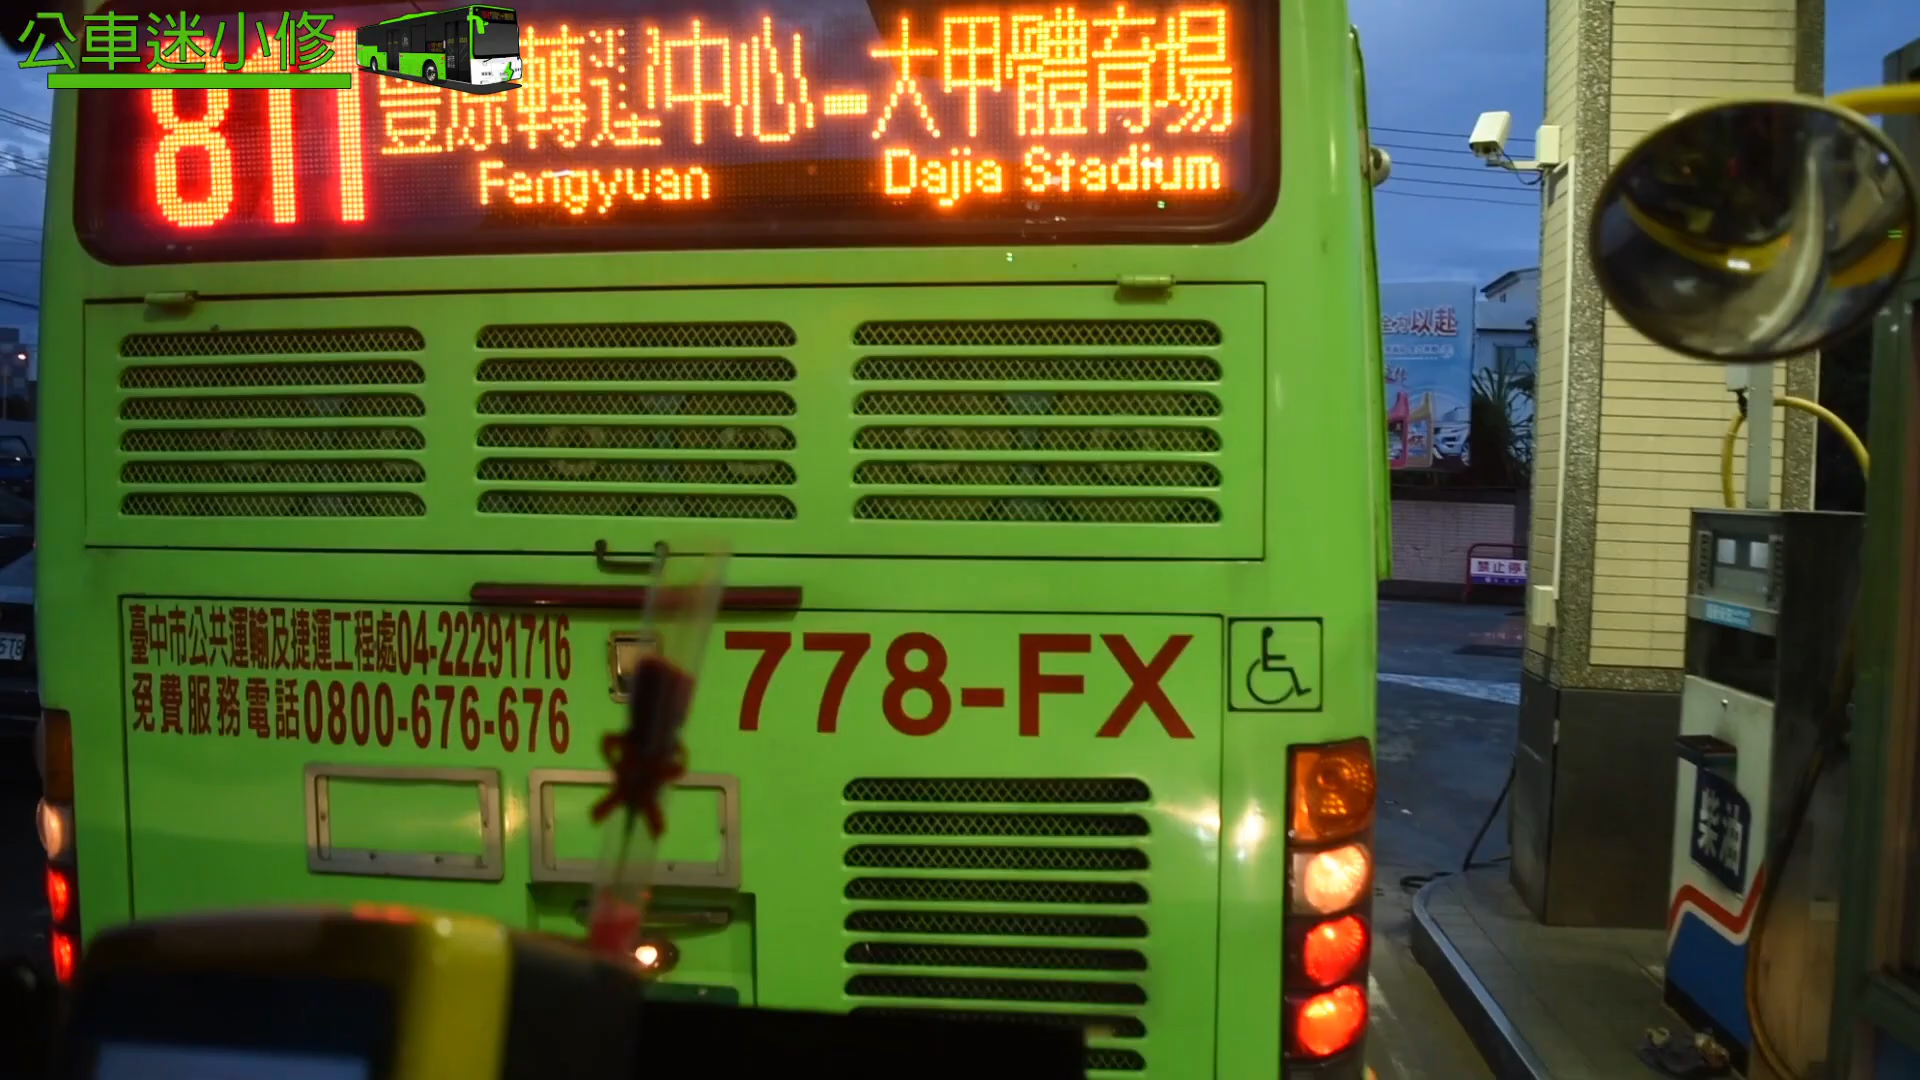 公車迷小修
811 豐原轉運中心-大甲體育場
Fengyuan Dajia Stadium
以赴
禁止停
臺中市公共運輸及捷運工程處04-22291716
免費服務電話0800-676-676
778-FX
柴油